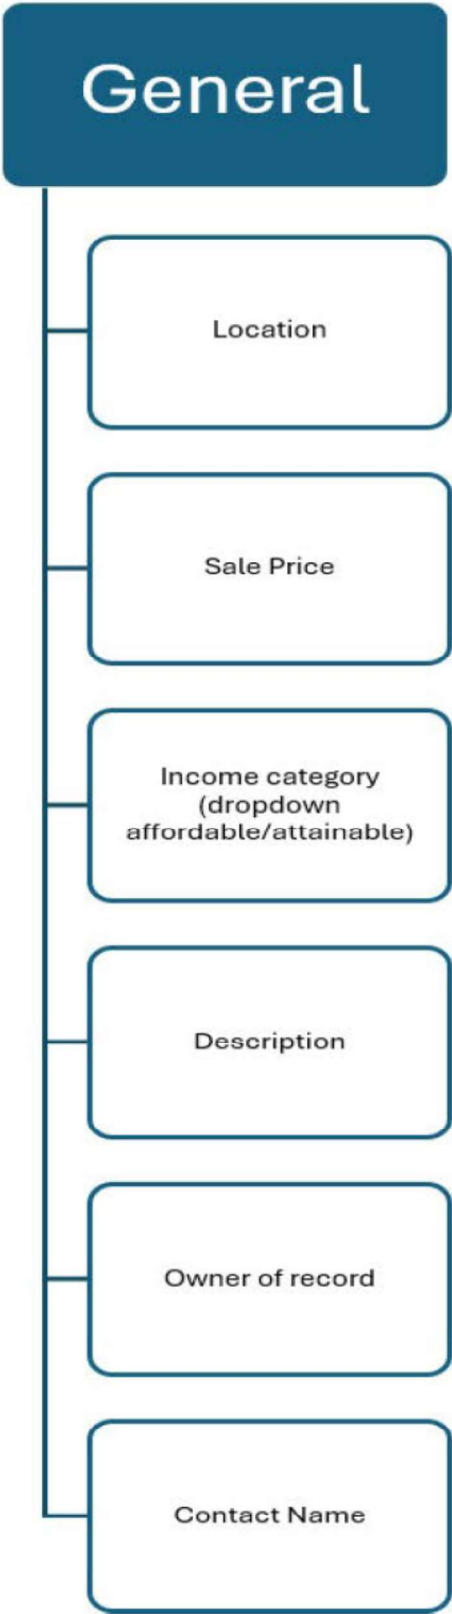 General
Location
Sale Price
Income category
(dropdown
affordable/attainable)
Description
Owner of record
Contact Name